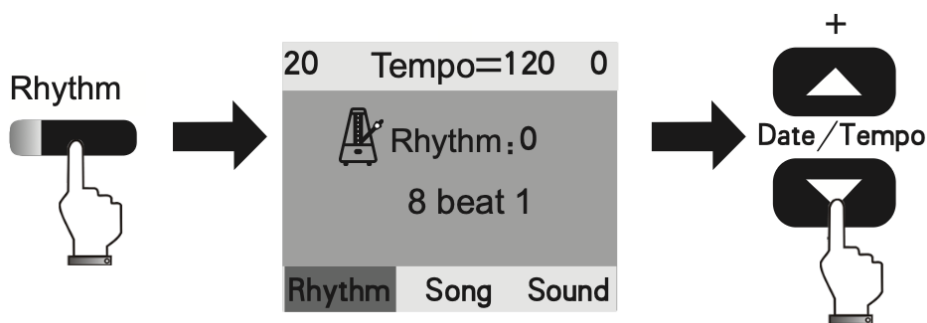 Rhythm
20 Tempo=120 0
Rhythm:0
8 beat 1
Rhythm Song Sound
+
Date/Tempo